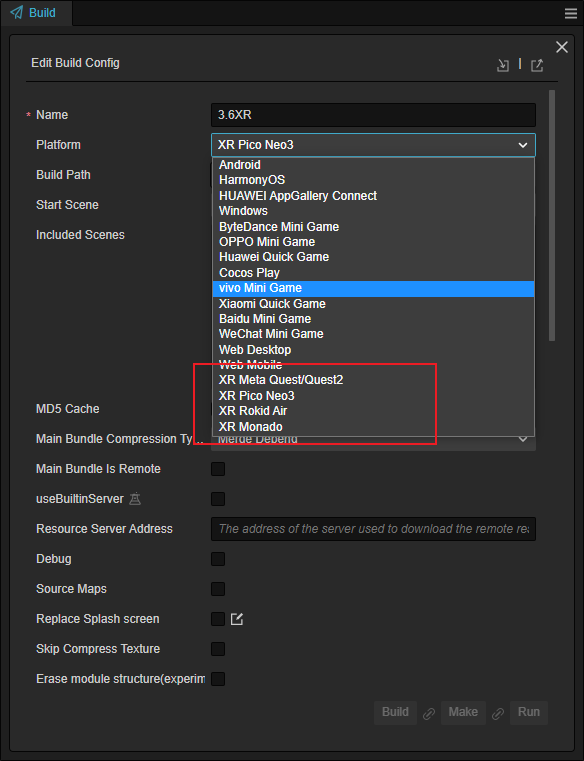 Build
Edit Build Config
* Name 3.6XR
Platform XR Pico Neo3
Android
Build Path
HarmonyOS
HUAWEI AppGallery Connect
Start Scene
Windows
ByteDance Mini Game
Included Scenes
OPPO Mini Game
Huawei Quick Game
Cocos Play
vivo Mini Game
Xiaomi Quick Game
Baidu Mini Game
WeChat Mini Game
Web Desktop
Web Mobile
XR Meta Quest/Quest2
XR Pico Neo3
MD5 Cache
XR Rokid Air
XR Monado
Main Bundle Compression Ty... Merge Depend
Main Bundle Is Remote
useBuiltinServer
Resource Server Address The address of the server used to download the remote re
Debug
Source Maps
Replace Splash screen
Skip Compress Texture
Erase module structure(experim
Build Make Run